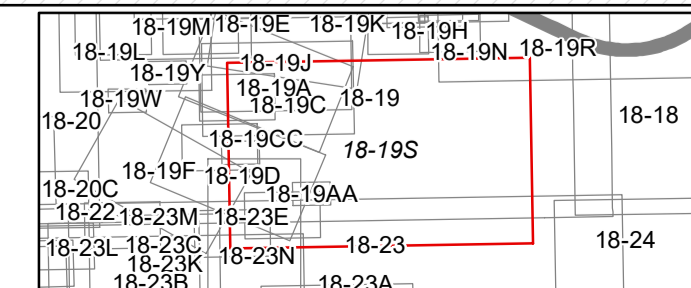 18-19M 18-19E 18-19K 18-19H
18-19L 18-19N 18-19R
18-19Y 18-19J
18-19W 18-19A 18-19
18-19C
18-20 18-18
18-19CC 18-19S
18-19F 18-19D
18-20C 18-19AA
18-22 18-23M 18-23E
18-23L 18-23C 18-23 18-24
18-23K 18-23N
18-23B 18-23A